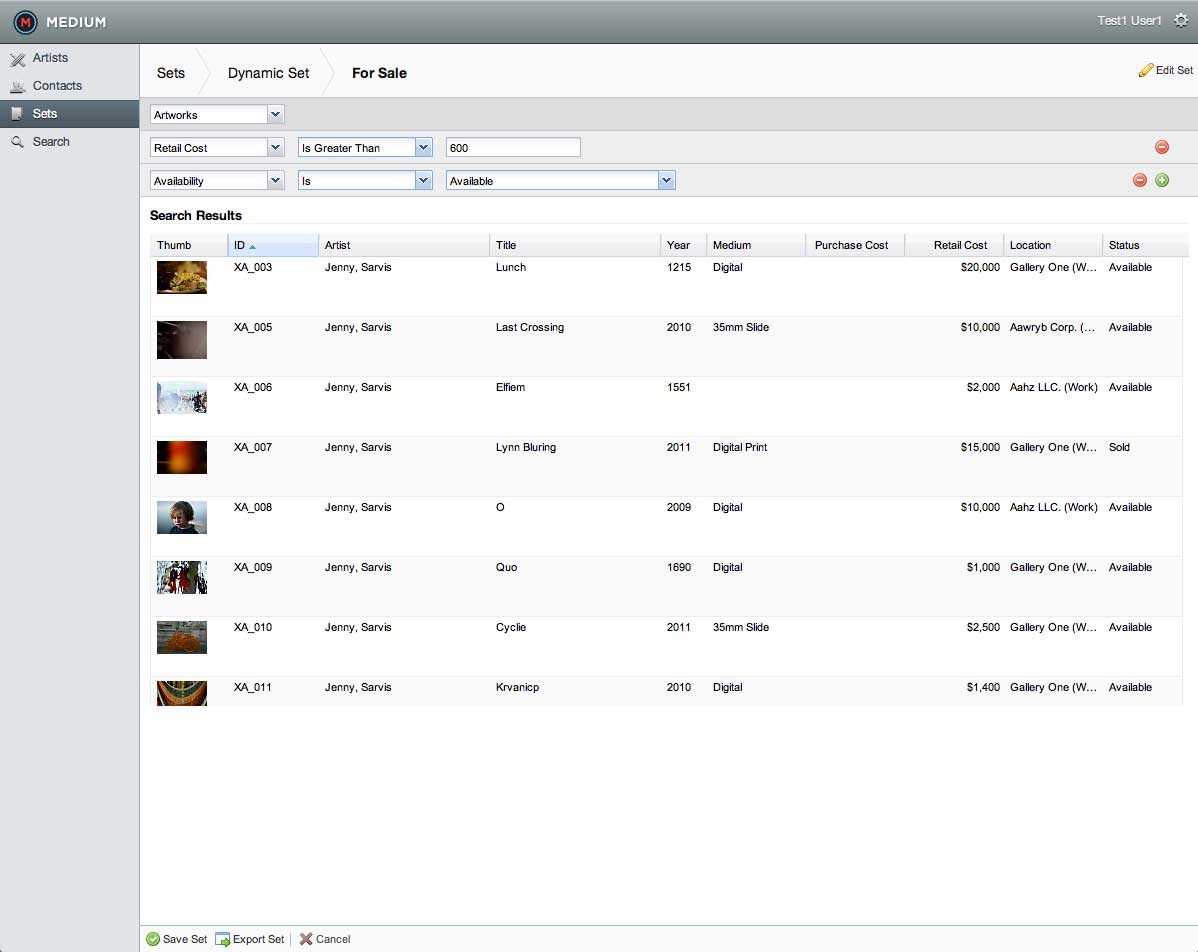 M MEDIUM
Test1 User1
Artists
Contacts
Sets
Search
Sets Dynamic Set For Sale
Edit Set
Artworks
Retail Cost Is Greater Than 600
Availability Is Available
Search Results
Thumb ID Artist Title Year Medium Purchase Cost Retail Cost Location Status
XA_003 Jenny, Sarvis Lunch 1215 Digital $20,000 Gallery One (W... Available
XA_005 Jenny, Sarvis Last Crossing 2010 35mm Slide $10,000 Aawryb Corp. (... Available
XA_006 Jenny, Sarvis Elfiem 1551 $2,000 Aahz LLC. (Work) Available
XA_007 Jenny, Sarvis Lynn Bluring 2011 Digital Print $15,000 Gallery One (W... Sold
XA_008 Jenny, Sarvis O 2009 Digital $10,000 Aahz LLC. (Work) Available
XA_009 Jenny, Sarvis Quo 1690 Digital $1,000 Gallery One (W... Available
XA_010 Jenny, Sarvis Cyclie 2011 35mm Slide $2,500 Gallery One (W... Available
XA_011 Jenny, Sarvis Krvanicp 2010 Digital $1,400 Gallery One (W... Available
Save Set Export Set Cancel